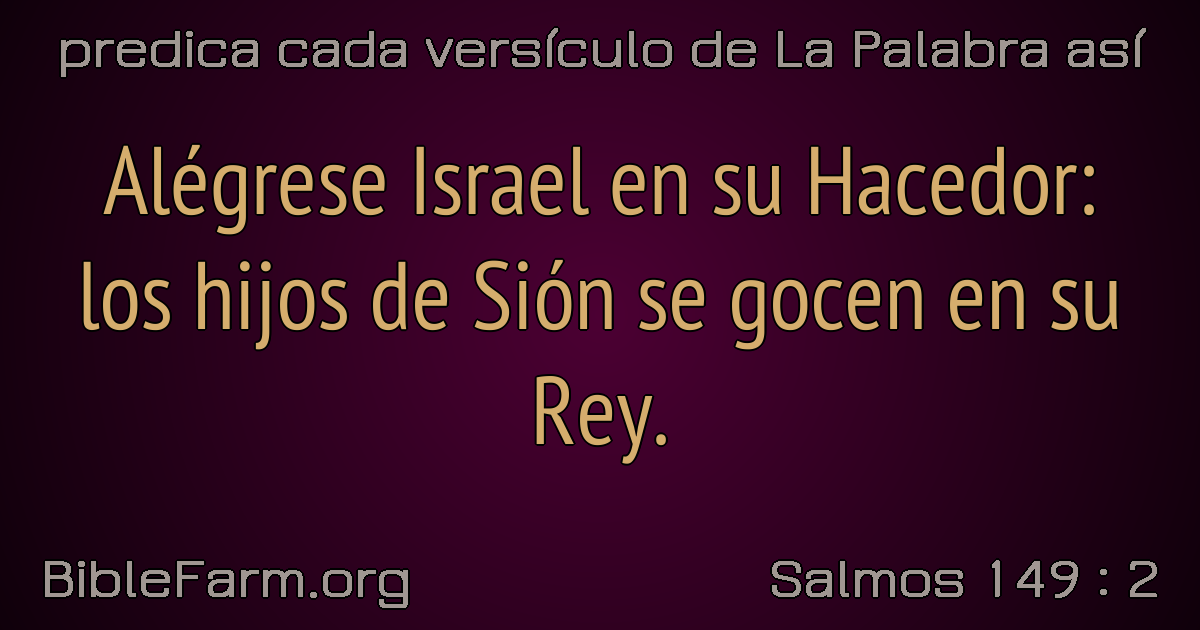 predica cada versículo de La Palabra así
Alégrese Israel en su Hacedor:
los hijos de Sión se gocen en su
Rey.
BibleFarm.org
Salmos 149 : 2